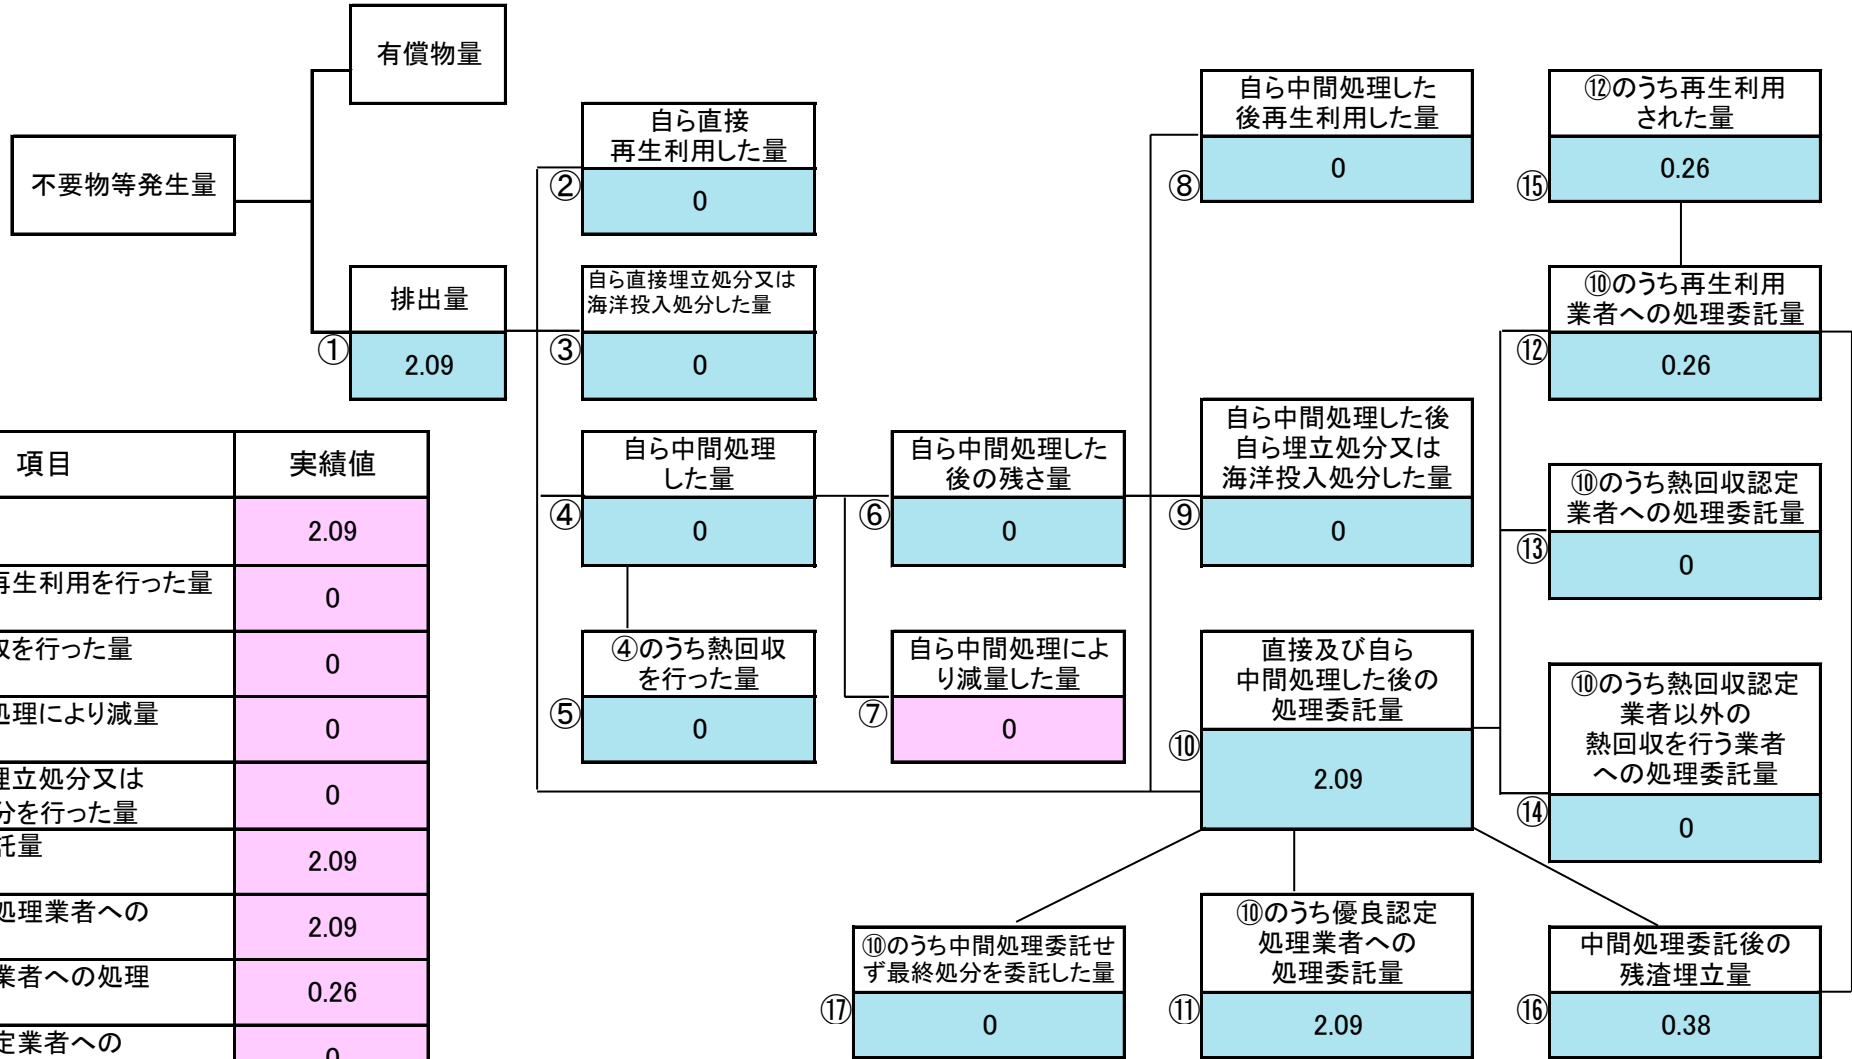 有償物量
不要物等発生量
排出量
①
2.09
自ら直接
再生利用した量
②
0
自ら直接埋立処分又は
海洋投入処分した量
③
0
自ら中間処理
した量
④
0
④のうち熱回収
を行った量
⑤
0
自ら中間処理した
後の残さ量
⑥
0
自ら中間処理によ
り減量した量
⑦
0
自ら中間処理した
後再生利用した量
⑧
0
自ら中間処理した後
自ら埋立処分又は
海洋投入処分した量
⑨
0
直接及び自ら
中間処理した後の
処理委託量
⑩
2.09
⑩のうち優良認定
処理業者への
処理委託量
⑪
2.09
⑫のうち再生利用
された量
⑮
0.26
⑩のうち再生利用
業者への処理委託量
⑫
0.26
⑩のうち熱回収認定
業者への処理委託量
⑬
0
⑩のうち熱回収認定
業者以外の
熱回収を行う業者
への処理委託量
⑭
0
⑩のうち中間処理委託せ
ず最終処分を委託した量
⑰
0
中間処理委託後の
残渣埋立量
⑯
0.38
項目 実績値
2.09
再生利用を行った量
0
収を行った量
0
処理により減量
0
埋立処分又は
分を行った量
0
託量
2.09
処理業者への
2.09
業者への処理
0.26
定業者への
0